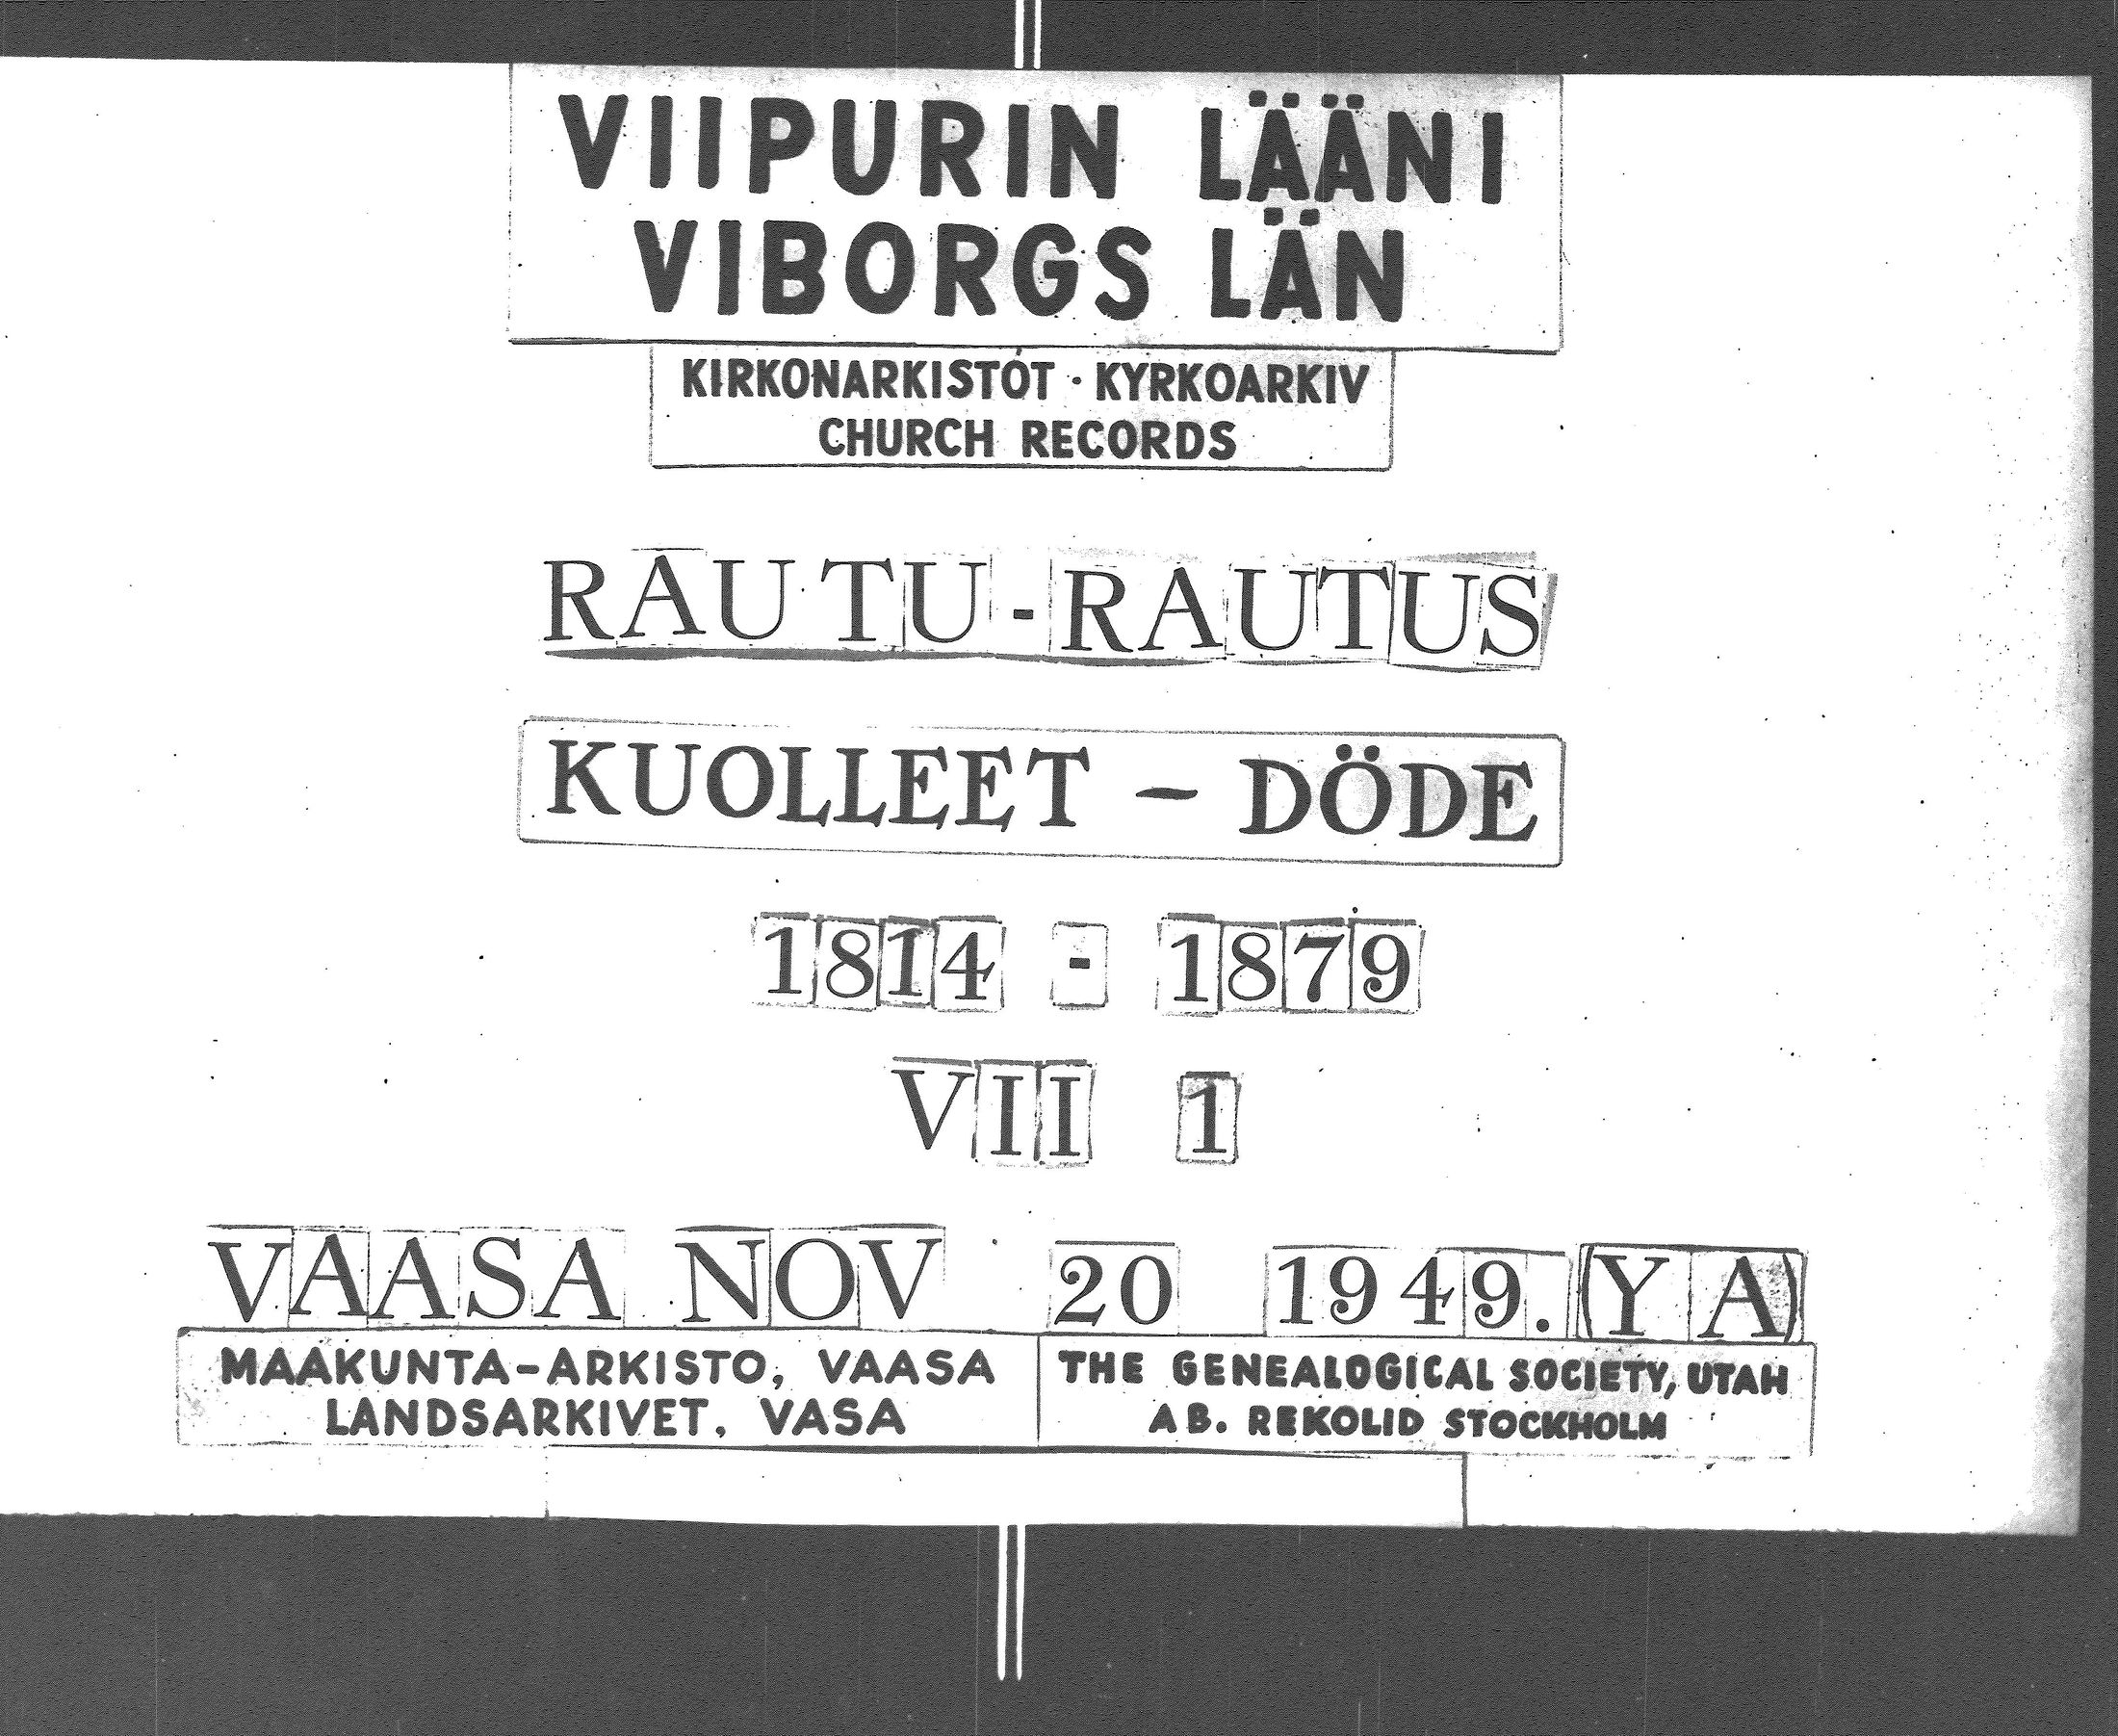 VIIPURIN LÄÄNI
VIBORGS LÄN
KIRKONARKISTOT · KYRKOARKIV
CHURCH RECORDS
RAUTU - RAUTUS
KUOLLEET - DÖDE
1814 - 1879
VII 1
VAASA NOV 20 1949. (YA)
MAAKUNTA-ARKISTO, VAASA
LANDSARKIVET, VASA
THE GENEALOGICAL SOCIETY, UTAH
AB. REKOLID STOCKHOLM